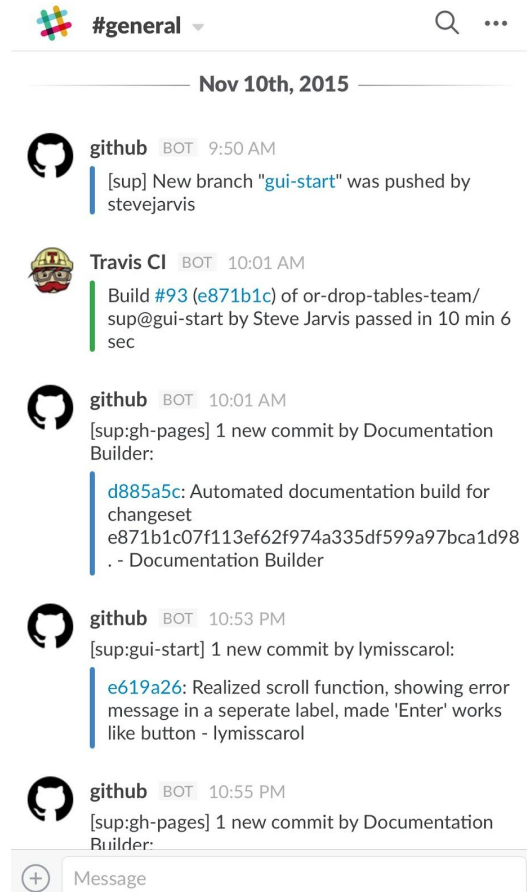 #general
Nov 10th, 2015
github BOT 9:50 AM
[sup] New branch "gui-start" was pushed by
stevejarvis
Travis CI BOT 10:01 AM
Build #93 (e871b1c) of or-drop-tables-team/
sup@gui-start by Steve Jarvis passed in 10 min 6
sec
github BOT 10:01 AM
[sup:gh-pages] 1 new commit by Documentation
Builder:
d885a5c: Automated documentation build for
changeset
e871b1c07f113ef62f974a335df599a97bca1d98
. - Documentation Builder
github BOT 10:53 PM
[sup:gui-start] 1 new commit by lymisscarol:
e619a26: Realized scroll function, showing error
message in a seperate label, made 'Enter' works
like button - lymisscarol
github BOT 10:55 PM
[sup:gh-pages] 1 new commit by Documentation
Builder:
Message